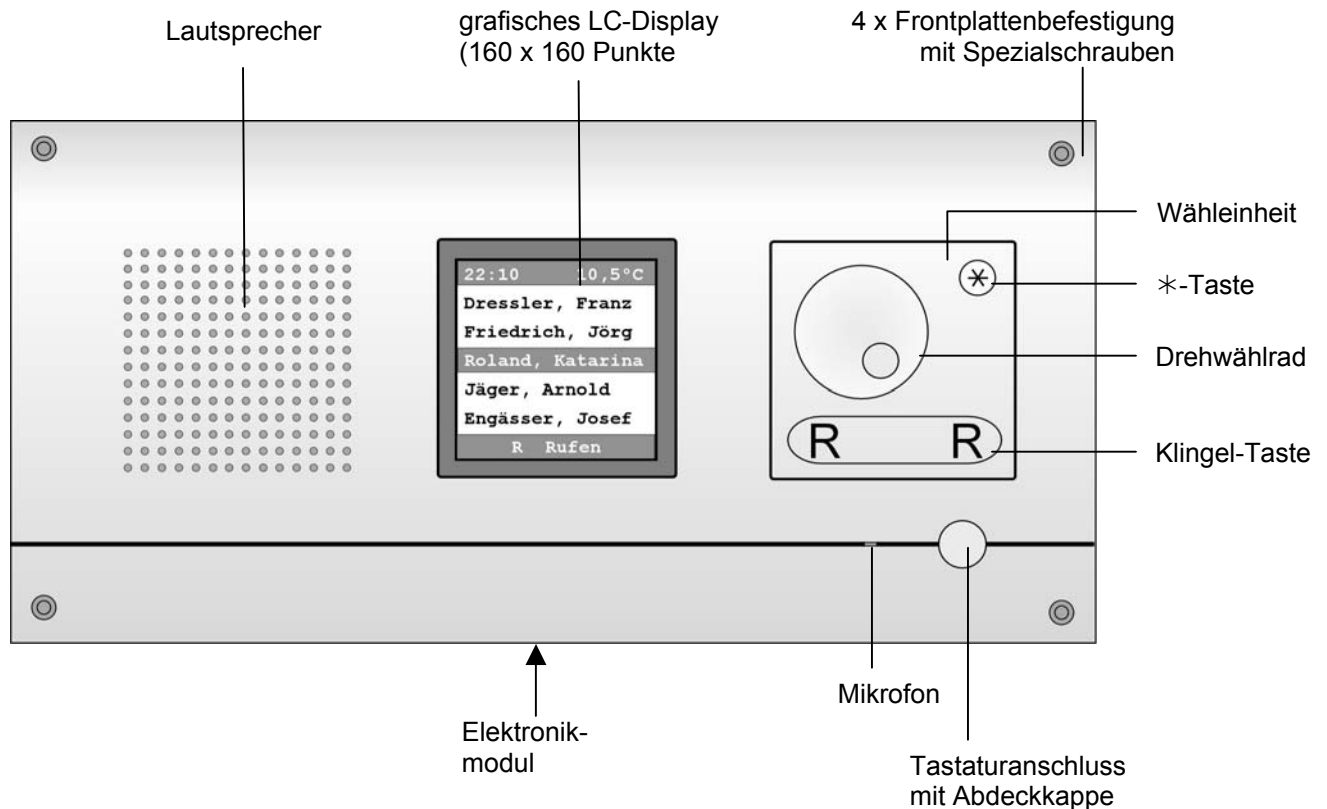 Lautsprecher
grafisches LC-Display
(160 x 160 Punkte
4 x Frontplattenbefestigung
mit Spezialschrauben
22:10 10,5°C
Dressler, Franz
Friedrich, Jörg
Roland, Katarina
Jäger, Arnold
Engässer, Josef
R Rufen
R R
Wähleinheit
✳-Taste
Drehwählrad
Klingel-Taste
Mikrofon
Elektronik-
modul
Tastaturanschluss
mit Abdeckkappe